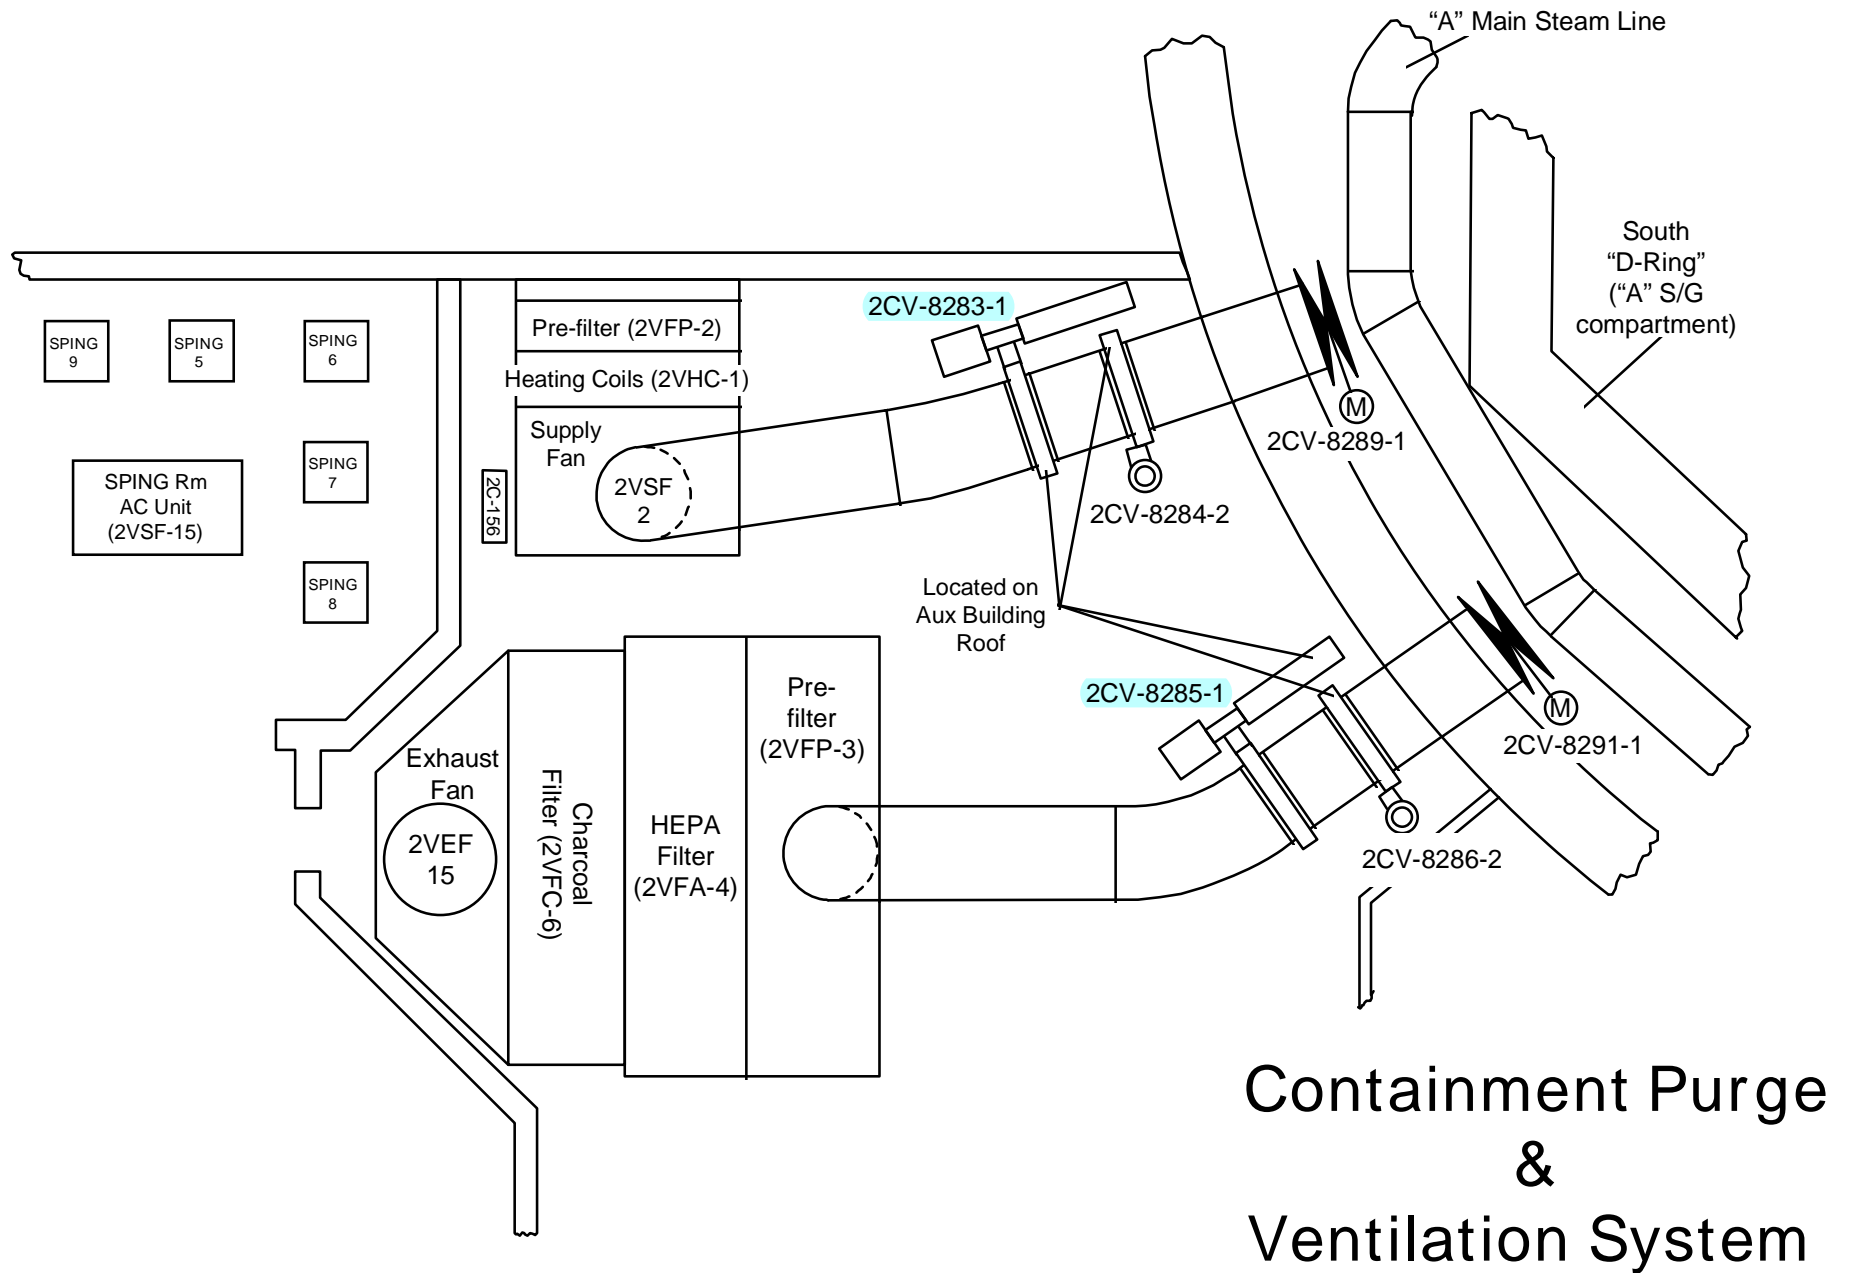 “A” Main Steam Line
South
“D-Ring”
(“A” S/G
compartment)
2CV-8283-1
Pre-filter (2VFP-2)
Heating Coils (2VHC-1)
SPING
9
SPING
5
SPING
6
M
2CV-8289-1
Supply
Fan
2VSF
2
2C-156
SPING
7
SPING Rm
AC Unit
(2VSF-15)
2CV-8284-2
SPING
8
Located on
Aux Building
Roof
2CV-8285-1
Pre-
filter
(2VFP-3)
M
2CV-8291-1
Exhaust
Fan
2VEF
15
Charcoal
Filter (2VFC-6)
HEPA
Filter
(2VFA-4)
2CV-8286-2
Containment Purge
&
Ventilation System